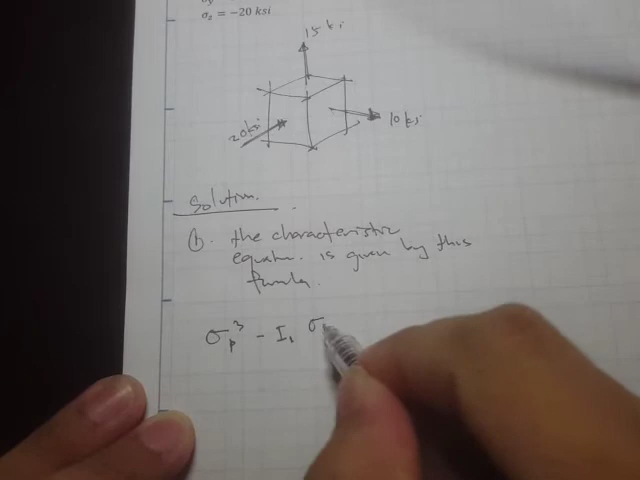 σz = −20 ksi
15 ksi
20ksi
10 ksi
Solution.
1). the characteristic
equation. is given by this
formula.
σp³ − I₁ σ